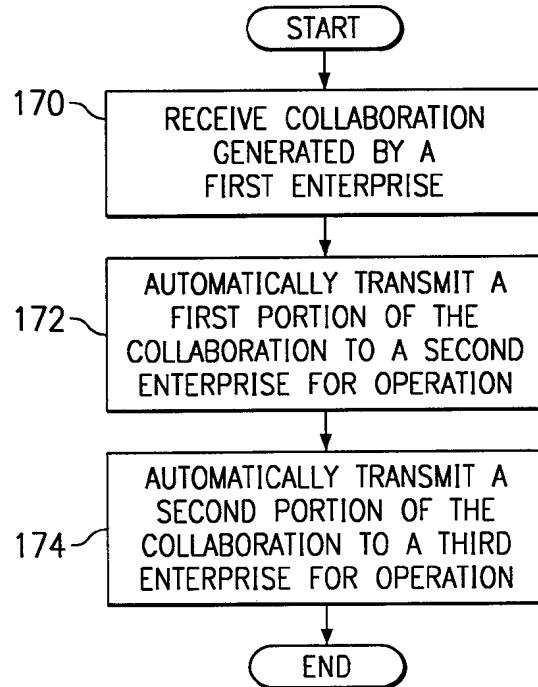 START
170
RECEIVE COLLABORATION
GENERATED BY A
FIRST ENTERPRISE
172
AUTOMATICALLY TRANSMIT A
FIRST PORTION OF THE
COLLABORATION TO A SECOND
ENTERPRISE FOR OPERATION
174
AUTOMATICALLY TRANSMIT A
SECOND PORTION OF THE
COLLABORATION TO A THIRD
ENTERPRISE FOR OPERATION
END